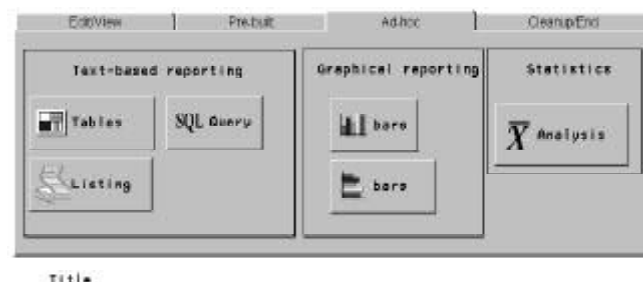 Edit/View Pre-built Ad-hoc Cleanup/End
Text-based reporting
Graphical reporting
Statistics
Tables
SQL Query
Listing
bars
bars
X Analysis
Title